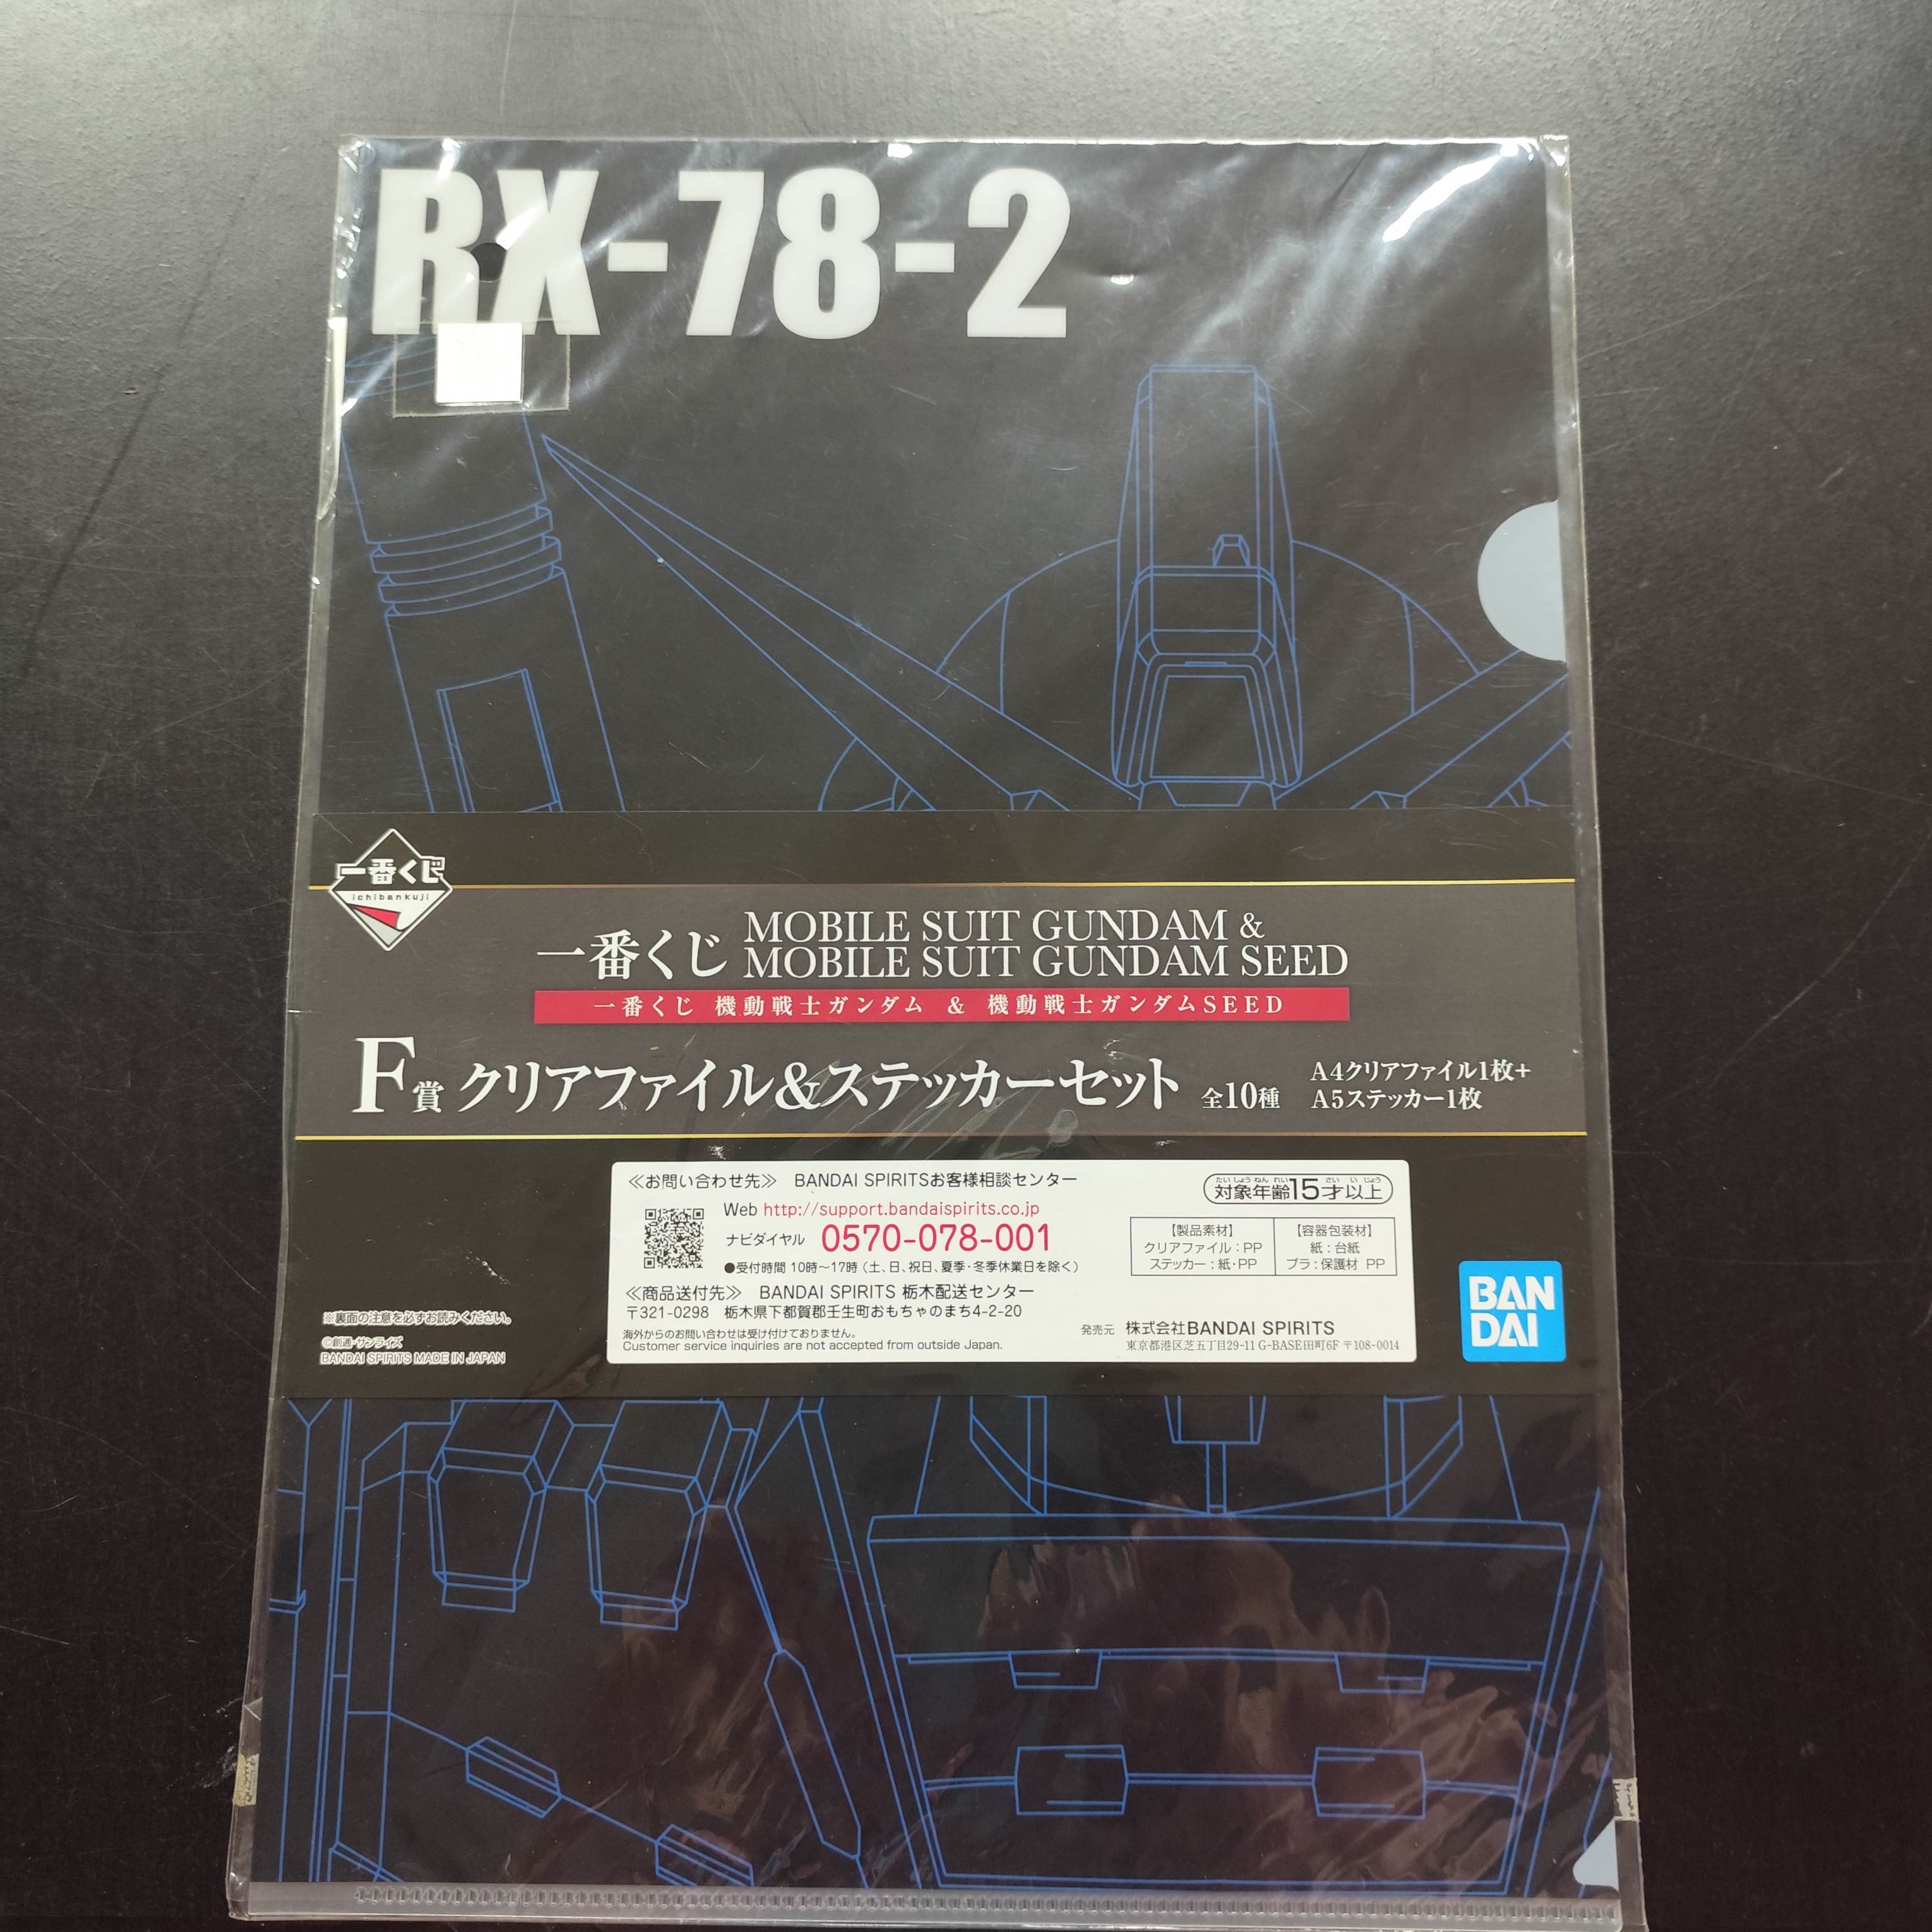 RX-78-2
一番くじ
ichibankuji
一番くじ MOBILE SUIT GUNDAM &
MOBILE SUIT GUNDAM SEED
一番くじ 機動戦士ガンダム & 機動戦士ガンダムSEED
F賞 クリアファイル&ステッカーセット 全10種
A4クリアファイル1枚+
A5ステッカー1枚
≪お問い合わせ先≫ BANDAI SPIRITSお客様相談センター
Web http://support.bandaispirits.co.jp
ナビダイヤル 0570-078-001
●受付時間 10時～17時(土、日、祝日、夏季・冬季休業日を除く)
≪商品送付先≫ BANDAI SPIRITS 栃木配送センター
〒321-0298 栃木県下都賀郡壬生町おもちゃのまち4-2-20
海外からのお問い合わせは受け付けておりません。
Customer service inquiries are not accepted from outside Japan.
たいしょうねんれい さいいじょう
対象年齢15才以上
【製品素材】
クリアファイル:PP
ステッカー:紙・PP
【容器包装材】
紙:台紙
プラ:保護材 PP
発売元 株式会社BANDAI SPIRITS
東京都港区芝五丁目29-11 G-BASE田町6F 〒108-0014
BAN
DAI
※裏面の注意を必ずお読みください。
©創通・サンライズ
BANDAI SPIRITS MADE IN JAPAN